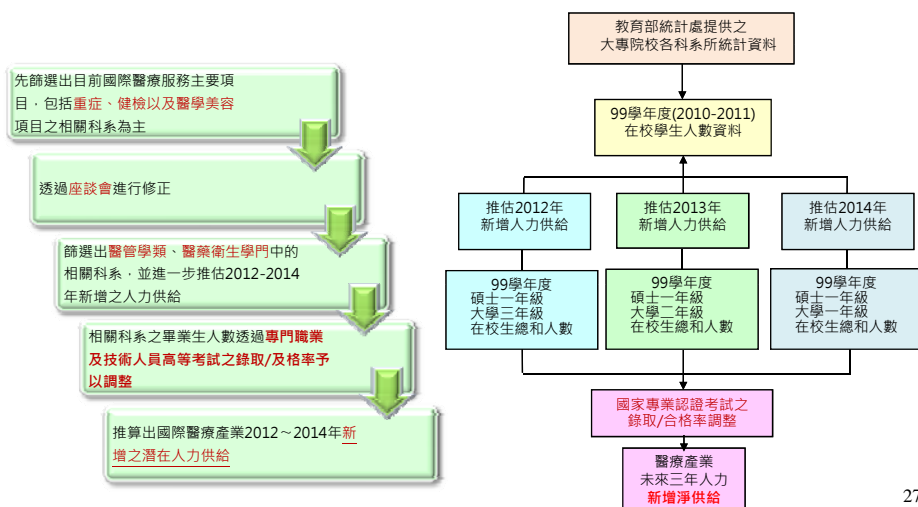 先篩選出目前國際醫療服務主要項
目，包括重症、健檢以及醫學美容
項目之相關科系為主
透過座談會進行修正
篩選出醫管學類、醫藥衛生學門中的
相關科系，並進一步推估2012-2014
年新增之人力供給
相關科系之畢業生人數透過專門職業
及技術人員高等考試之錄取/及格率予
以調整
推算出國際醫療產業2012～2014年新
增之潛在人力供給
教育部統計處提供之
大專院校各科系所統計資料
99學年度(2010-2011)
在校學生人數資料
推估2012年
新增人力供給
推估2013年
新增人力供給
推估2014年
新增人力供給
99學年度
碩士一年級
大學三年級
在校生總和人數
99學年度
碩士一年級
大學二年級
在校生總和人數
99學年度
碩士一年級
大學一年級
在校生總和人數
國家專業認證考試之
錄取/合格率調整
醫療產業
未來三年人力
新增淨供給
27